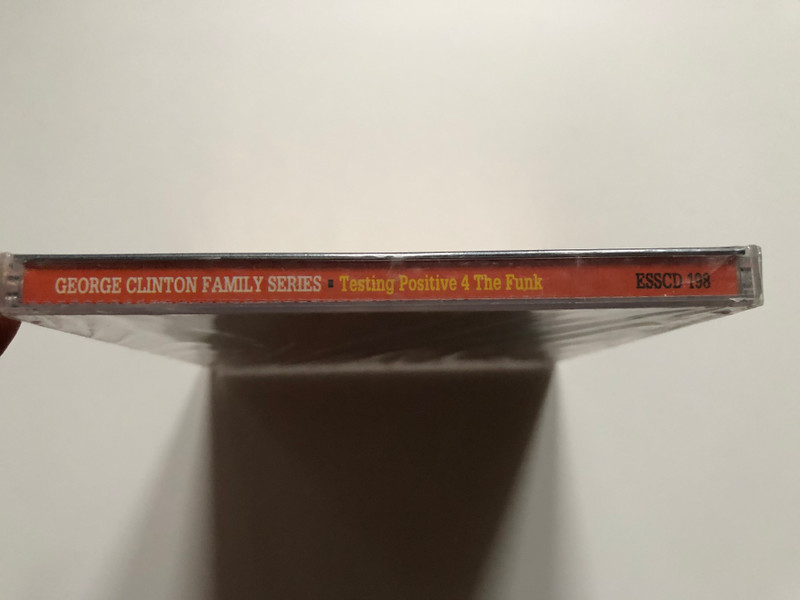 GEORGE CLINTON FAMILY SERIES ▪ Testing Positive 4 The Funk ESSCD 198